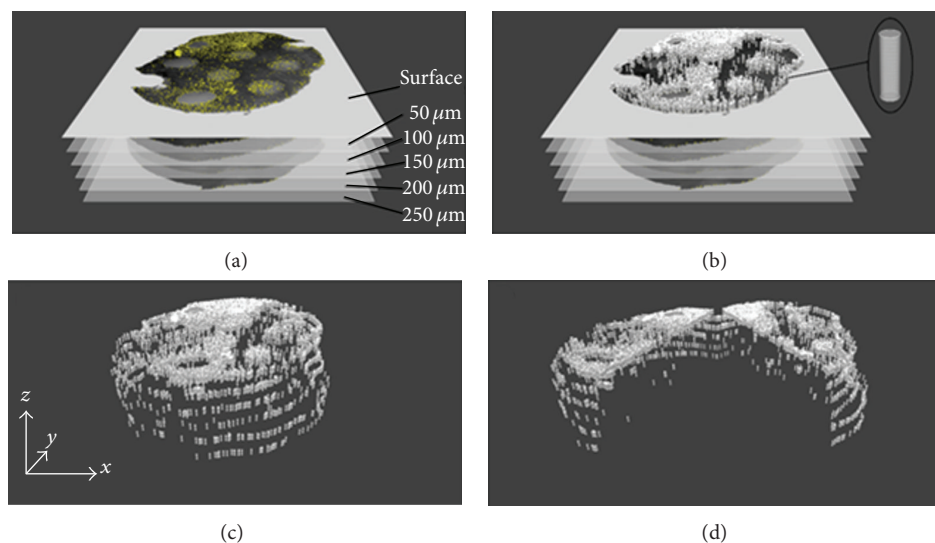 Surface
50 µm
100 µm
150 µm
200 µm
250 µm
(a)
(b)
z
y
x
(c)
(d)